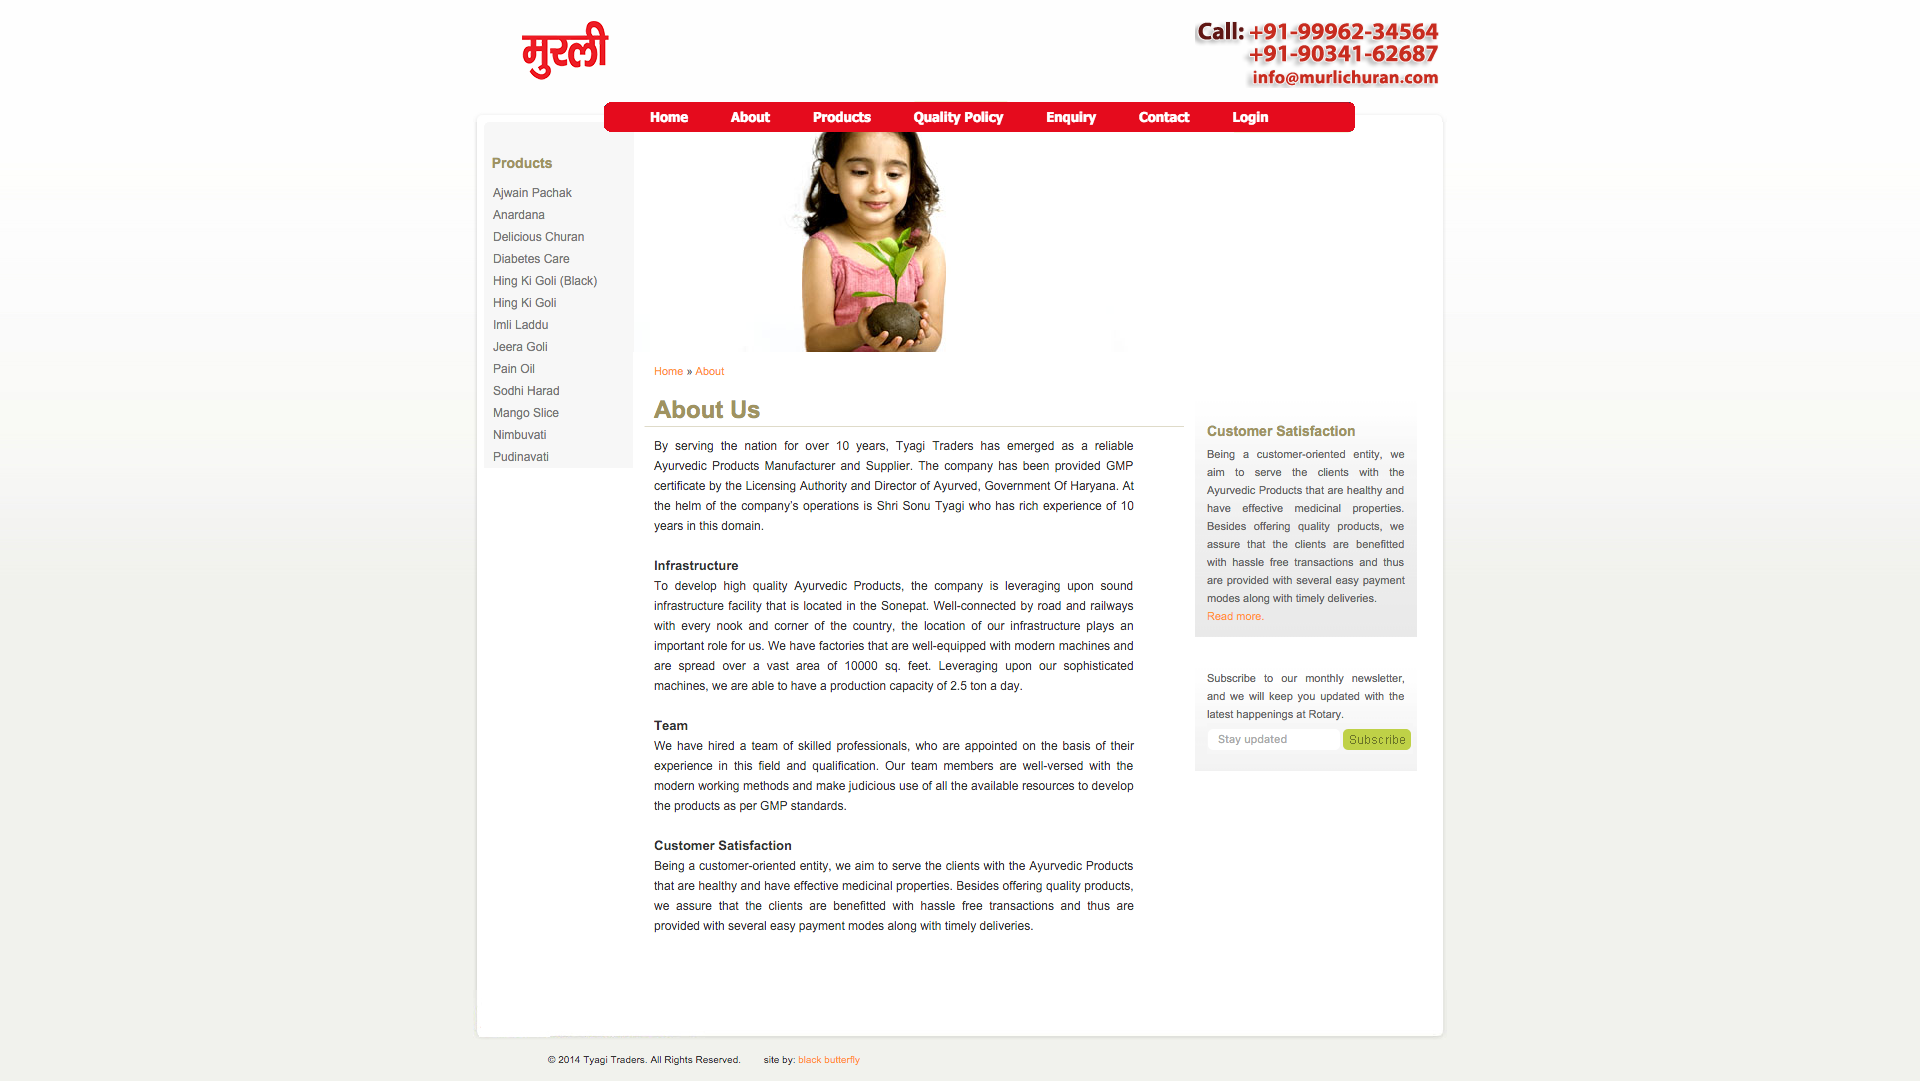 मुरली
Call: +91-99962-34564
+91-90341-62687
info@murlichuran.com
Home About Products Quality Policy Enquiry Contact Login
Products
Ajwain Pachak
Anardana
Delicious Churan
Diabetes Care
Hing Ki Goli (Black)
Hing Ki Goli
Imli Laddu
Jeera Goli
Pain Oil
Sodhi Harad
Mango Slice
Nimbuvati
Pudinavati
Home » About
About Us
By serving the nation for over 10 years, Tyagi Traders has emerged as a reliable
Ayurvedic Products Manufacturer and Supplier. The company has been provided GMP
certificate by the Licensing Authority and Director of Ayurved, Government Of Haryana. At
the helm of the company's operations is Shri Sonu Tyagi who has rich experience of 10
years in this domain.
Infrastructure
To develop high quality Ayurvedic Products, the company is leveraging upon sound
infrastructure facility that is located in the Sonepat. Well-connected by road and railways
with every nook and corner of the country, the location of our infrastructure plays an
important role for us. We have factories that are well-equipped with modern machines and
are spread over a vast area of 10000 sq. feet. Leveraging upon our sophisticated
machines, we are able to have a production capacity of 2.5 ton a day.
Team
We have hired a team of skilled professionals, who are appointed on the basis of their
experience in this field and qualification. Our team members are well-versed with the
modern working methods and make judicious use of all the available resources to develop
the products as per GMP standards.
Customer Satisfaction
Being a customer-oriented entity, we aim to serve the clients with the Ayurvedic Products
that are healthy and have effective medicinal properties. Besides offering quality products,
we assure that the clients are benefitted with hassle free transactions and thus are
provided with several easy payment modes along with timely deliveries.
Customer Satisfaction
Being a customer-oriented entity, we
aim to serve the clients with the
Ayurvedic Products that are healthy and
have effective medicinal properties.
Besides offering quality products, we
assure that the clients are benefitted
with hassle free transactions and thus
are provided with several easy payment
modes along with timely deliveries.
Read more.
Subscribe to our monthly newsletter,
and we will keep you updated with the
latest happenings at Rotary.
Stay updated Subscribe
© 2014 Tyagi Traders. All Rights Reserved. site by: black butterfly